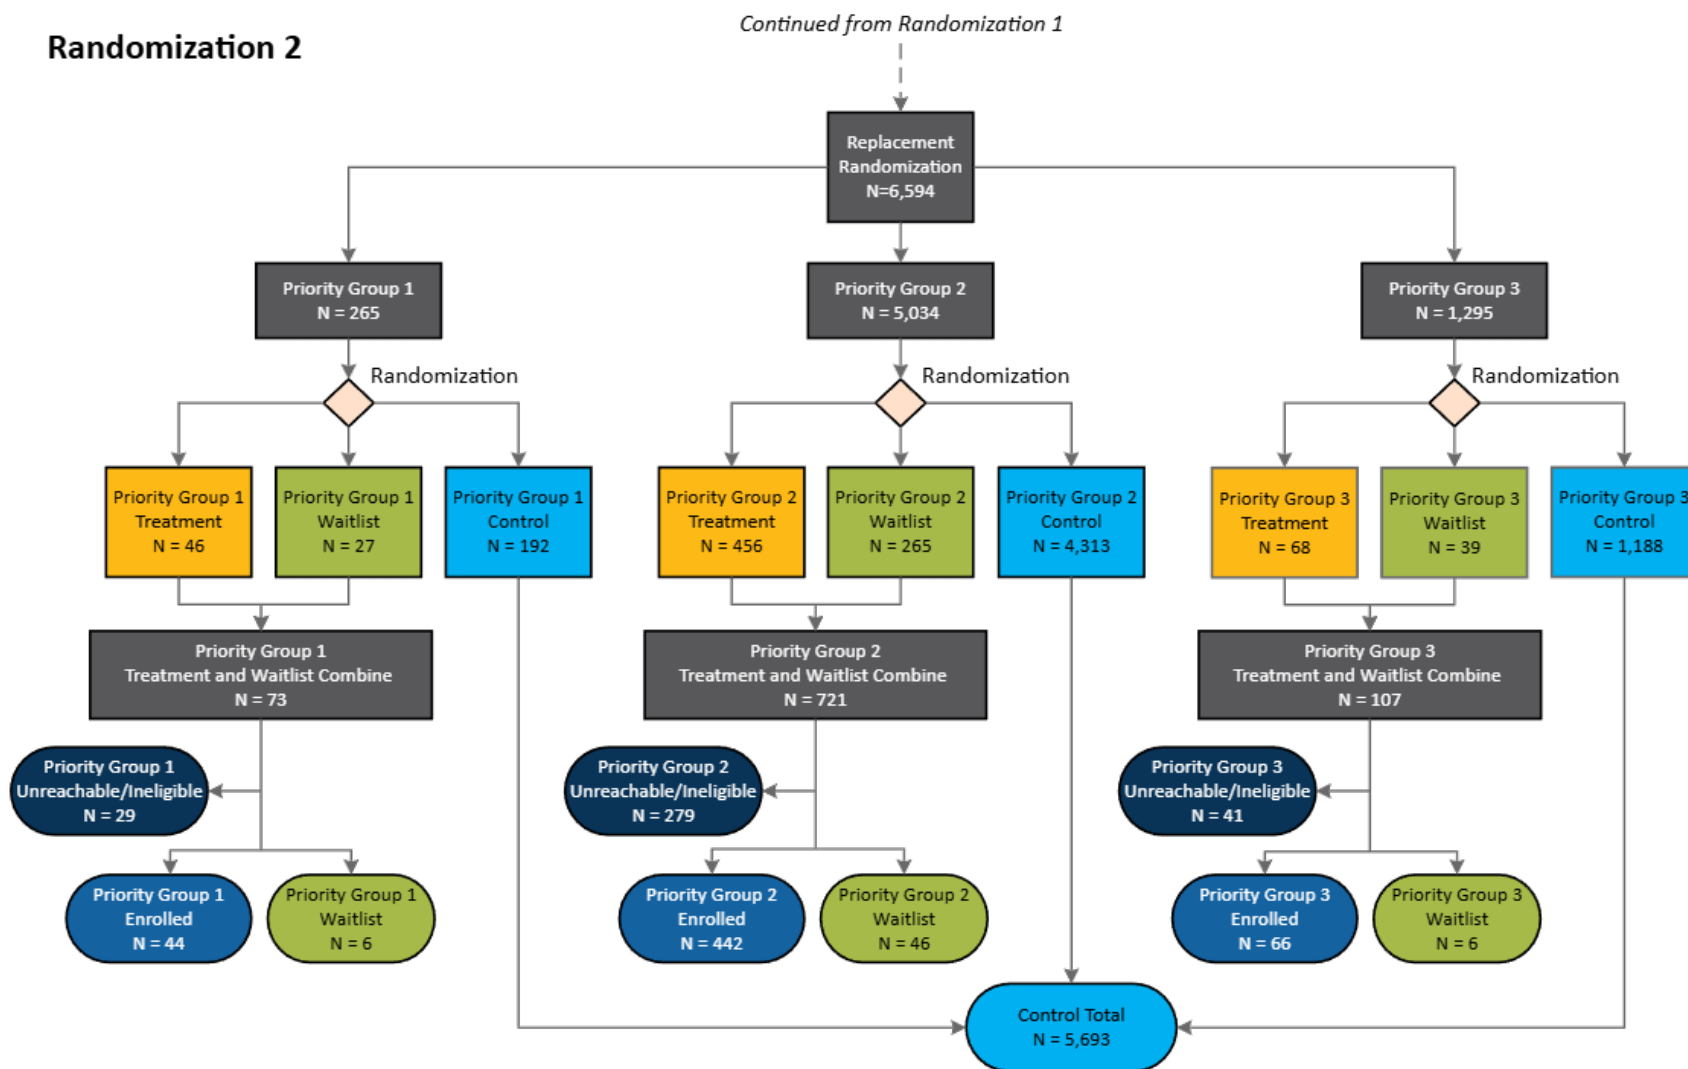 Continued from Randomization 1
Randomization 2
Replacement
Randomization
N=6,594
Priority Group 1
N = 265
Priority Group 2
N = 5,034
Priority Group 3
N = 1,295
Randomization
Randomization
Randomization
Priority Group 1
Treatment
N = 46
Priority Group 1
Waitlist
N = 27
Priority Group 1
Control
N = 192
Priority Group 2
Treatment
N = 456
Priority Group 2
Waitlist
N = 265
Priority Group 2
Control
N = 4,313
Priority Group 3
Treatment
N = 68
Priority Group 3
Waitlist
N = 39
Priority Group 3
Control
N = 1,188
Priority Group 1
Treatment and Waitlist Combine
N = 73
Priority Group 2
Treatment and Waitlist Combine
N = 721
Priority Group 3
Treatment and Waitlist Combine
N = 107
Priority Group 1
Unreachable/Ineligible
N = 29
Priority Group 2
Unreachable/Ineligible
N = 279
Priority Group 3
Unreachable/Ineligible
N = 41
Priority Group 1
Enrolled
N = 44
Priority Group 1
Waitlist
N = 6
Priority Group 2
Enrolled
N = 442
Priority Group 2
Waitlist
N = 46
Priority Group 3
Enrolled
N = 66
Priority Group 3
Waitlist
N = 6
Control Total
N = 5,693